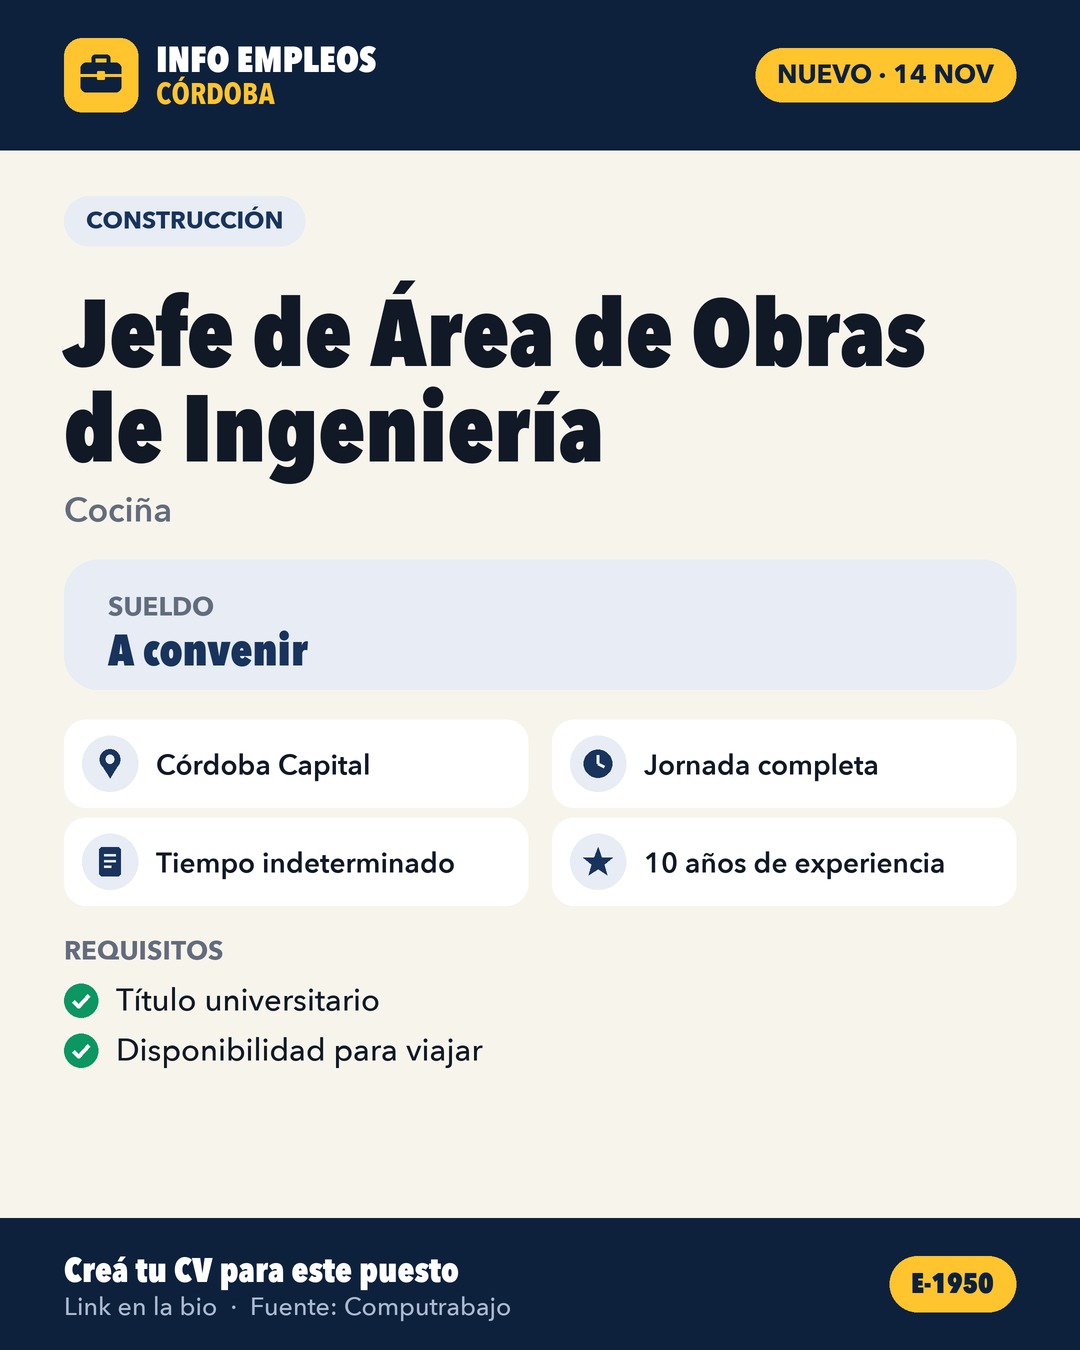 INFO EMPLEOS
CÓRDOBA
NUEVO · 14 NOV
CONSTRUCCIÓN
Jefe de Área de Obras
de Ingeniería
Cociña
SUELDO
A convenir
Córdoba Capital
Jornada completa
Tiempo indeterminado
10 años de experiencia
REQUISITOS
Título universitario
Disponibilidad para viajar
Creá tu CV para este puesto
Link en la bio · Fuente: Computrabajo
E-1950